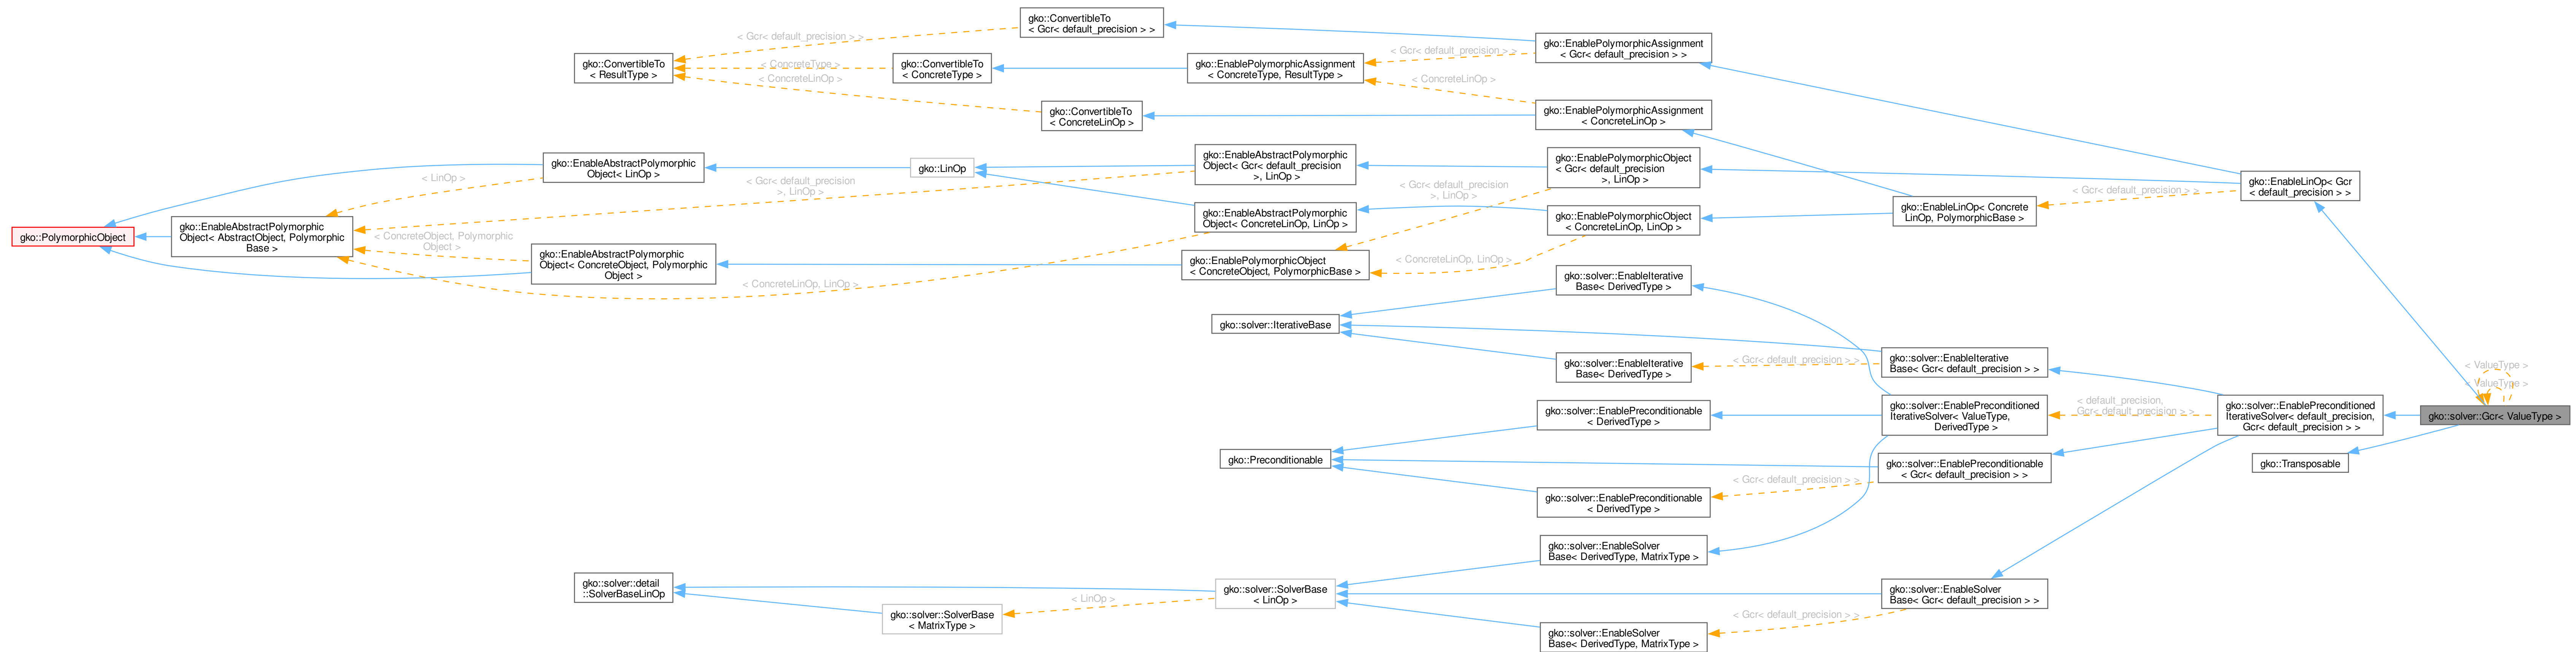 gko::ConvertibleTo
< Gcr< default_precision > >
< Gcr< default_precision > >
gko::EnablePolymorphicAssignment
< Gcr< default_precision > >
< Gcr< default_precision > >
gko::ConvertibleTo
< ResultType >
< ConcreteType >
gko::ConvertibleTo
< ConcreteType >
gko::EnablePolymorphicAssignment
< ConcreteType, ResultType >
< ConcreteLinOp >
< ConcreteLinOp >
gko::ConvertibleTo
< ConcreteLinOp >
gko::EnablePolymorphicAssignment
< ConcreteLinOp >
gko::EnableAbstractPolymorphic
Object< LinOp >
gko::LinOp
gko::EnableAbstractPolymorphic
Object< Gcr< default_precision
>, LinOp >
gko::EnablePolymorphicObject
< Gcr< default_precision
>, LinOp >
< LinOp >
< Gcr< default_precision
>, LinOp >
< Gcr< default_precision
>, LinOp >
gko::EnableLinOp< Gcr
< default_precision > >
< Gcr< default_precision > >
gko::EnableLinOp< Concrete
LinOp, PolymorphicBase >
gko::EnableAbstractPolymorphic
Object< ConcreteLinOp, LinOp >
gko::EnablePolymorphicObject
< ConcreteLinOp, LinOp >
gko::PolymorphicObject
gko::EnableAbstractPolymorphic
Object< AbstractObject, Polymorphic
Base >
< ConcreteObject, Polymorphic
Object >
gko::EnableAbstractPolymorphic
Object< ConcreteObject, Polymorphic
Object >
gko::EnablePolymorphicObject
< ConcreteObject, PolymorphicBase >
< ConcreteLinOp, LinOp >
< ConcreteLinOp, LinOp >
gko::solver::EnableIterative
Base< DerivedType >
gko::solver::IterativeBase
gko::solver::EnableIterative
Base< DerivedType >
< Gcr< default_precision > >
gko::solver::EnableIterative
Base< Gcr< default_precision > >
< ValueType >
< ValueType >
gko::solver::EnablePreconditionable
< DerivedType >
gko::solver::EnablePreconditioned
IterativeSolver< ValueType,
DerivedType >
< default_precision,
Gcr< default_precision > >
gko::solver::EnablePreconditioned
IterativeSolver< default_precision,
Gcr< default_precision > >
gko::solver::Gcr< ValueType >
gko::Preconditionable
gko::solver::EnablePreconditionable
< Gcr< default_precision > >
gko::Transposable
< Gcr< default_precision > >
gko::solver::EnablePreconditionable
< DerivedType >
gko::solver::EnableSolver
Base< DerivedType, MatrixType >
gko::solver::detail
::SolverBaseLinOp
gko::solver::SolverBase
< LinOp >
gko::solver::EnableSolver
Base< Gcr< default_precision > >
< LinOp >
gko::solver::SolverBase
< MatrixType >
< Gcr< default_precision > >
gko::solver::EnableSolver
Base< DerivedType, MatrixType >